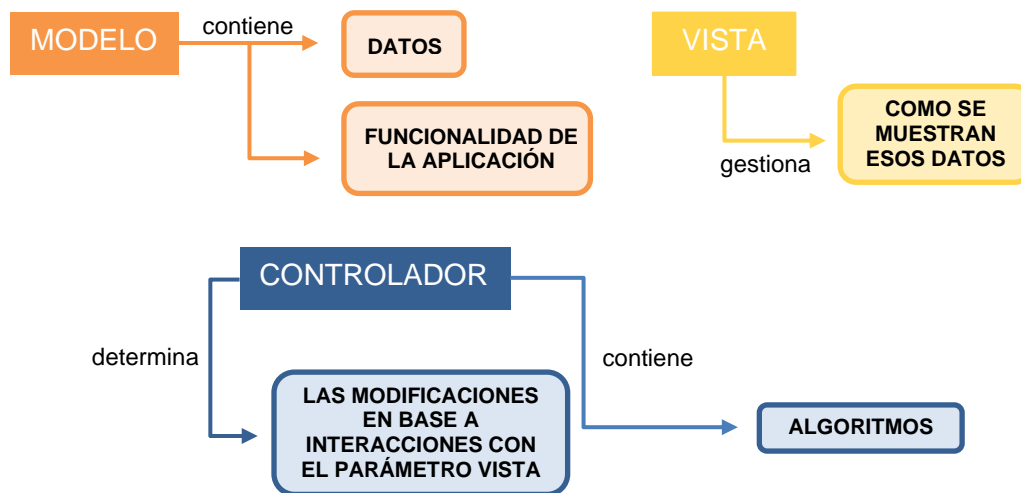 MODELO
contiene
DATOS
FUNCIONALIDAD DE
LA APLICACIÓN
VISTA
gestiona
COMO SE
MUESTRAN
ESOS DATOS
CONTROLADOR
determina
LAS MODIFICACIONES
EN BASE A
INTERACCIONES CON
EL PARÁMETRO VISTA
contiene
ALGORITMOS